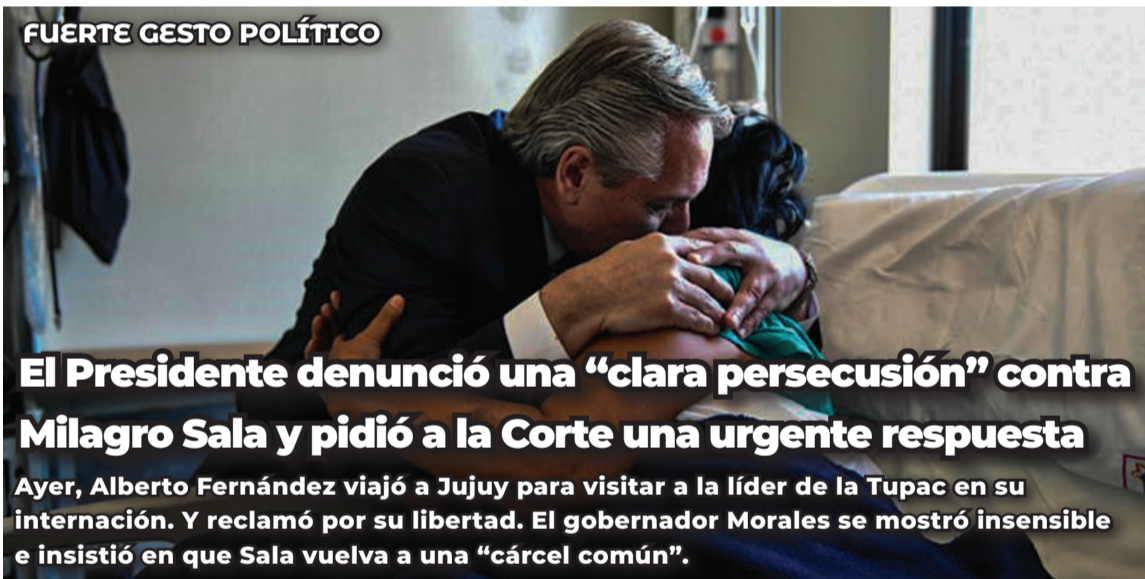 FUERTE GESTO POLÍTICO
El Presidente denunció una “clara persecusión” contra
Milagro Sala y pidió a la Corte una urgente respuesta
Ayer, Alberto Fernández viajó a Jujuy para visitar a la líder de la Tupac en su
internación. Y reclamó por su libertad. El gobernador Morales se mostró insensible
e insistió en que Sala vuelva a una “cárcel común”.